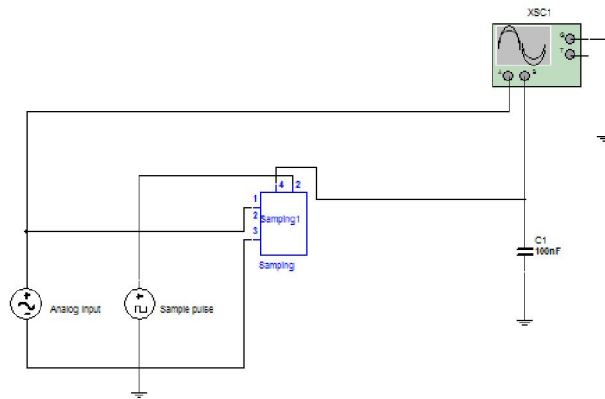 XSC1
G
T
A B
4 2
1
2
3
Sampling1
Sampling
C1
100nF
Analog input
Sample pulse